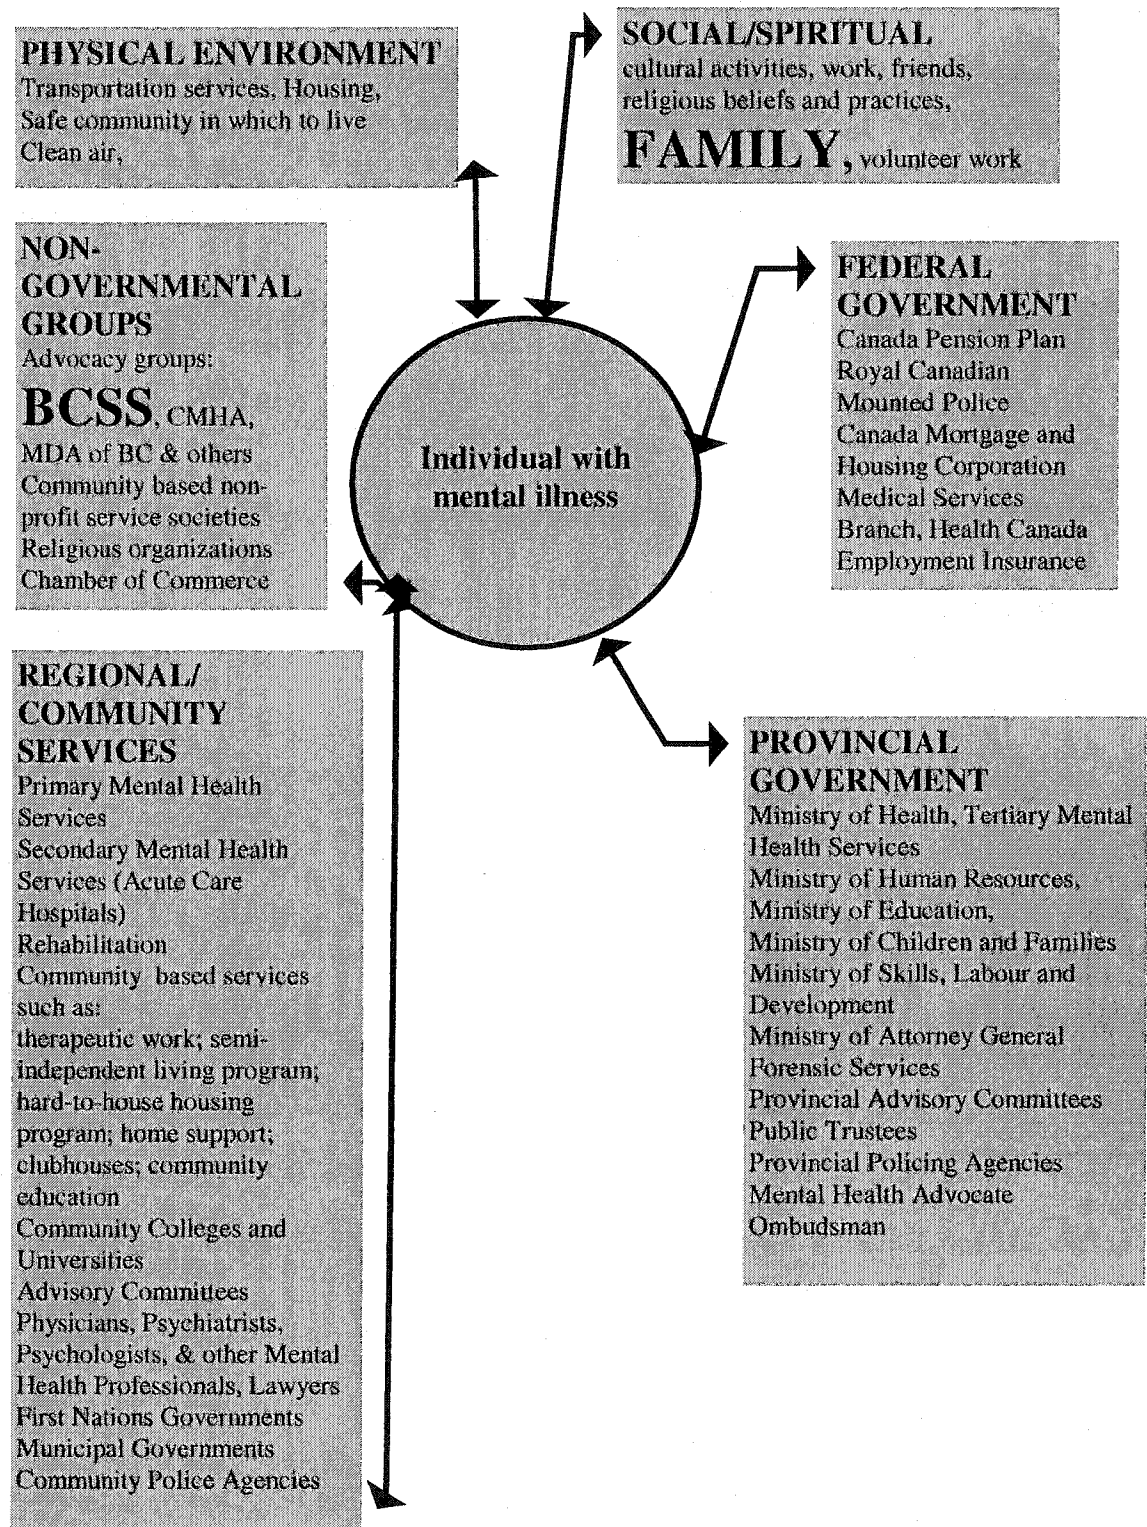 PHYSICAL ENVIRONMENT
Transportation services, Housing,
Safe community in which to live
Clean air,
SOCIAL/SPIRITUAL
cultural activities, work, friends,
religious beliefs and practices,
FAMILY, volunteer work
NON-
GOVERNMENTAL
GROUPS
Advocacy groups:
BCSS, CMHA,
MDA of BC & others
Community based non-
profit service societies
Religious organizations
Chamber of Commerce
Individual with
mental illness
FEDERAL
GOVERNMENT
Canada Pension Plan
Royal Canadian
Mounted Police
Canada Mortgage and
Housing Corporation
Medical Services
Branch, Health Canada
Employment Insurance
REGIONAL/
COMMUNITY
SERVICES
Primary Mental Health
Services
Secondary Mental Health
Services (Acute Care
Hospitals)
Rehabilitation
Community based services
such as:
therapeutic work; semi-
independent living program;
hard-to-house housing
program; home support;
clubhouses; community
education
Community Colleges and
Universities
Advisory Committees
Physicians, Psychiatrists,
Psychologists, & other Mental
Health Professionals, Lawyers
First Nations Governments
Municipal Governments
Community Police Agencies
PROVINCIAL
GOVERNMENT
Ministry of Health, Tertiary Mental
Health Services
Ministry of Human Resources,
Ministry of Education,
Ministry of Children and Families
Ministry of Skills, Labour and
Development
Ministry of Attorney General
Forensic Services
Provincial Advisory Committees
Public Trustees
Provincial Policing Agencies
Mental Health Advocate
Ombudsman